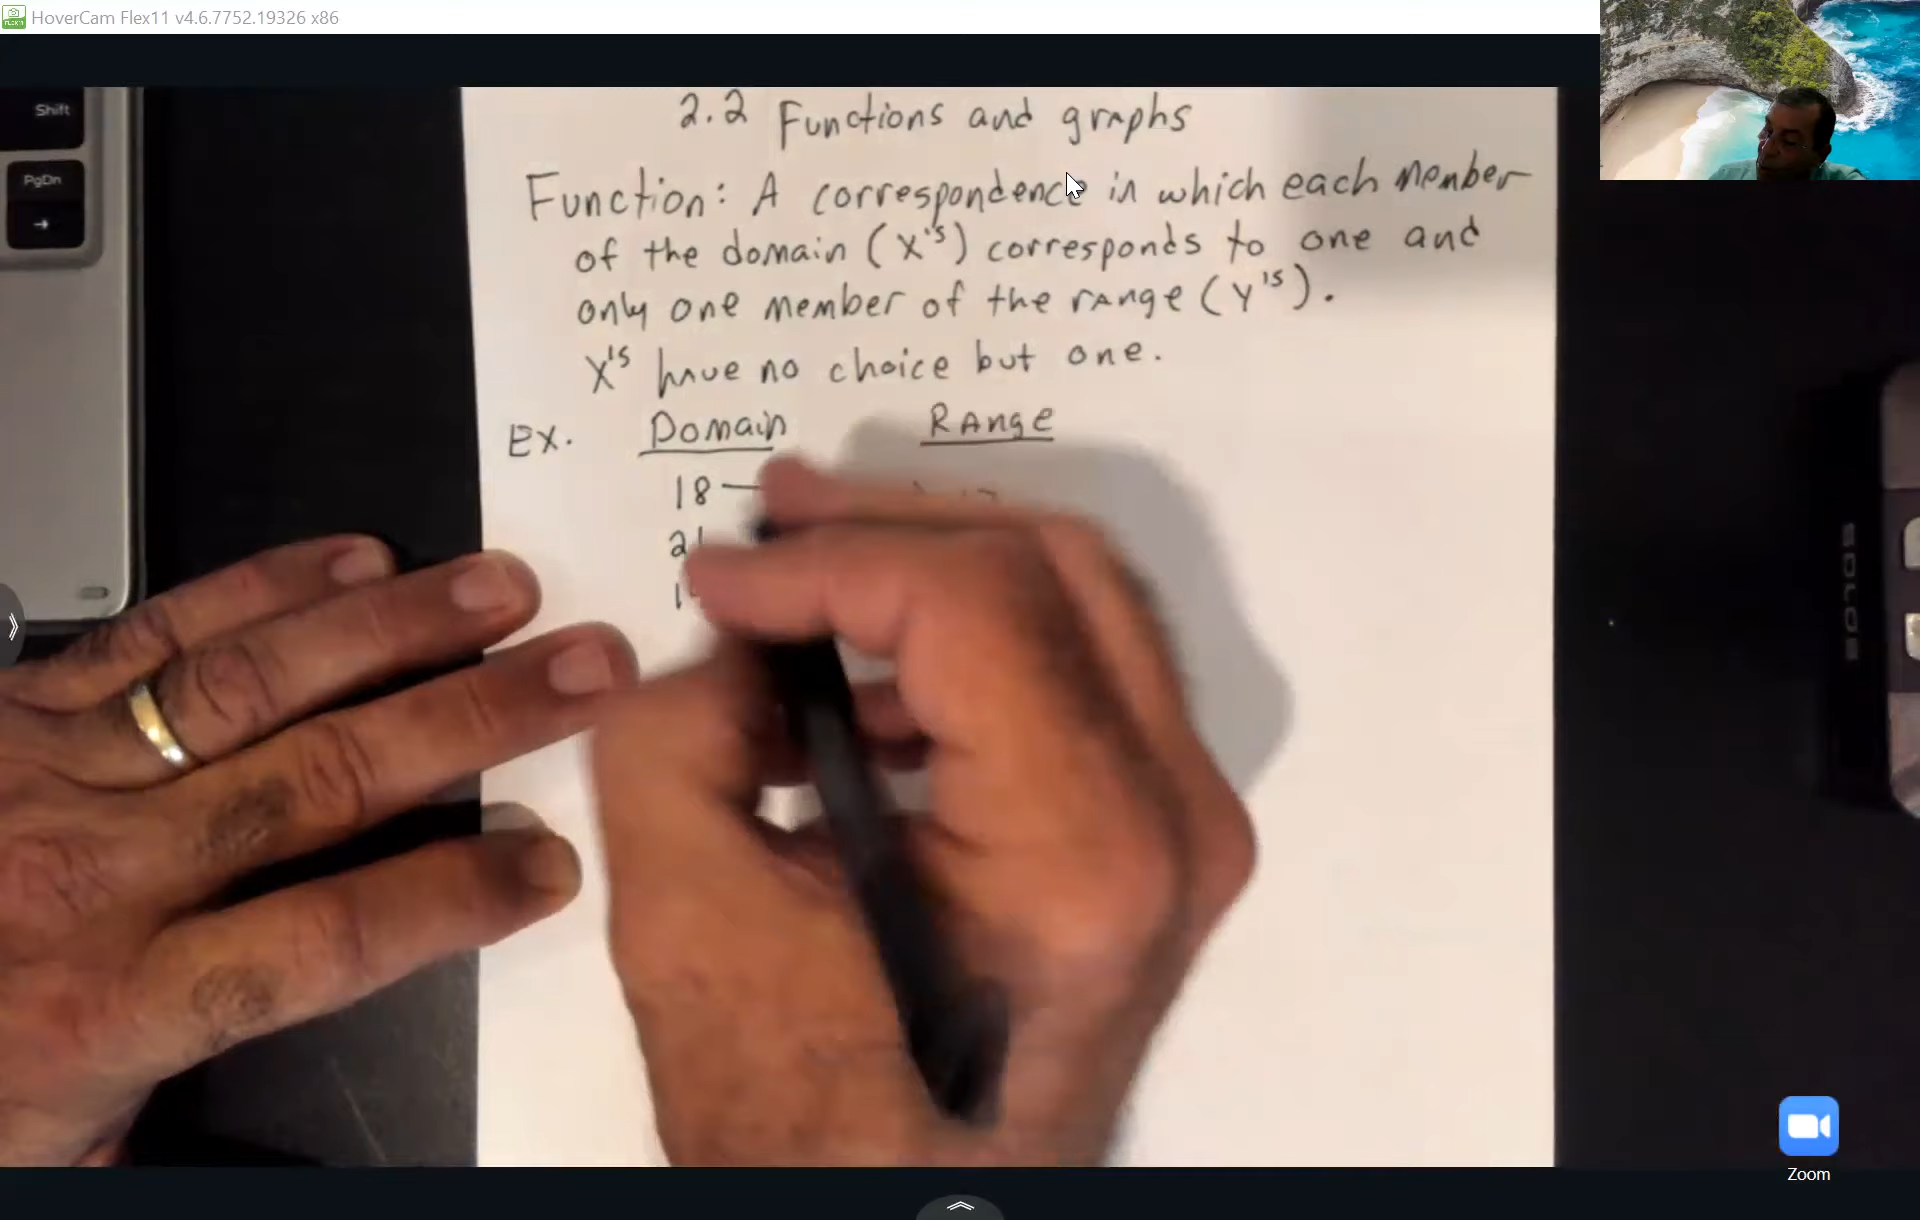 HoverCam Flex11 v4.6.7752.19326 x86
Shift
PgDn
2.2 Functions and graphs
Function: A correspondence in which each member
of the domain (x's) corresponds to one and
only one member of the range (y's).
x's have no choice but one.
Ex. Domain Range
18
SOLOS
Zoom